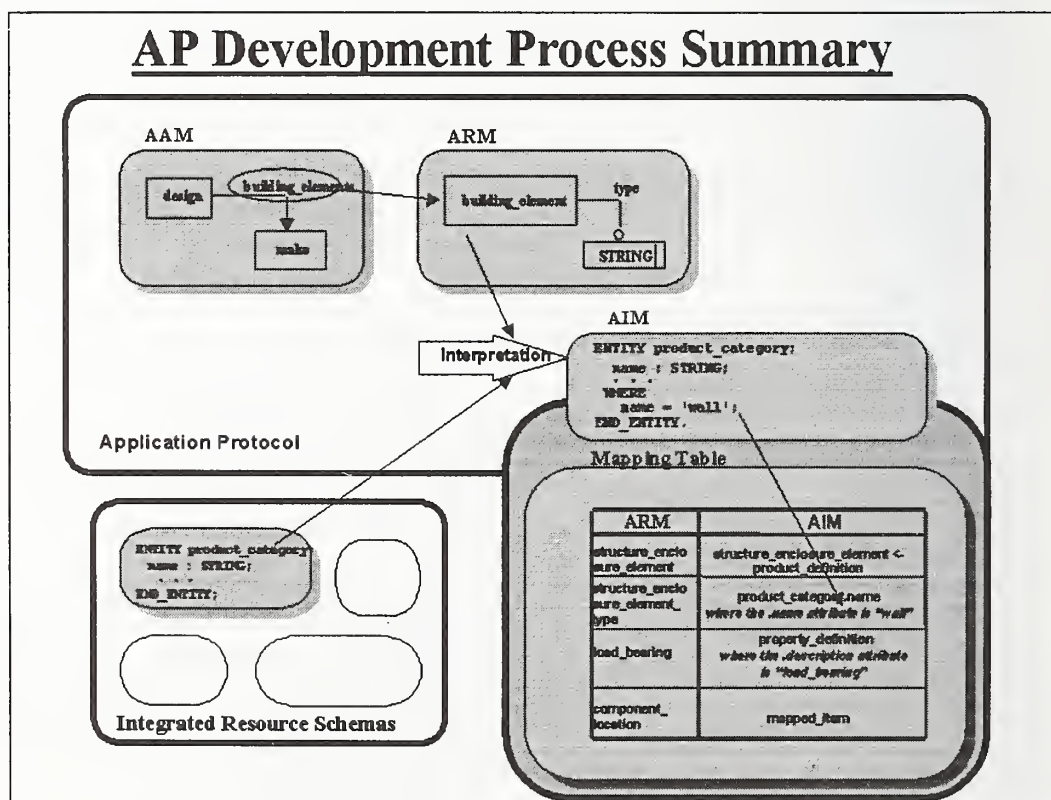 AP Development Process Summary
AAM
design
building_elements
make
ARM
building_element
type
STRING
Interpretation
AIM
ENTITY product_category;
name : STRING;
. . .
WHERE
name = 'wall';
END_ENTITY.
Application Protocol
Mapping Table
ARM
AIM
structure_enclo
sure_element
structure_enclosure_element <-
product_definition
structure_enclo
sure_element_
type
product_category.name
where the .name attribute is "wall"
load_bearing
property_definition
where the .description attribute
is "load_bearing"
component_
location
mapped_item
ENTITY product_category
name : STRING;
. . .
END_ENTITY;
Integrated Resource Schemas